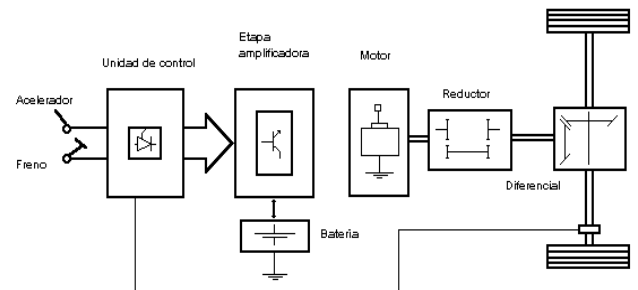 Etapa
amplificadora
Unidad de control
Motor
Acelerador
Reductor
Freno
Diferencial
Batería